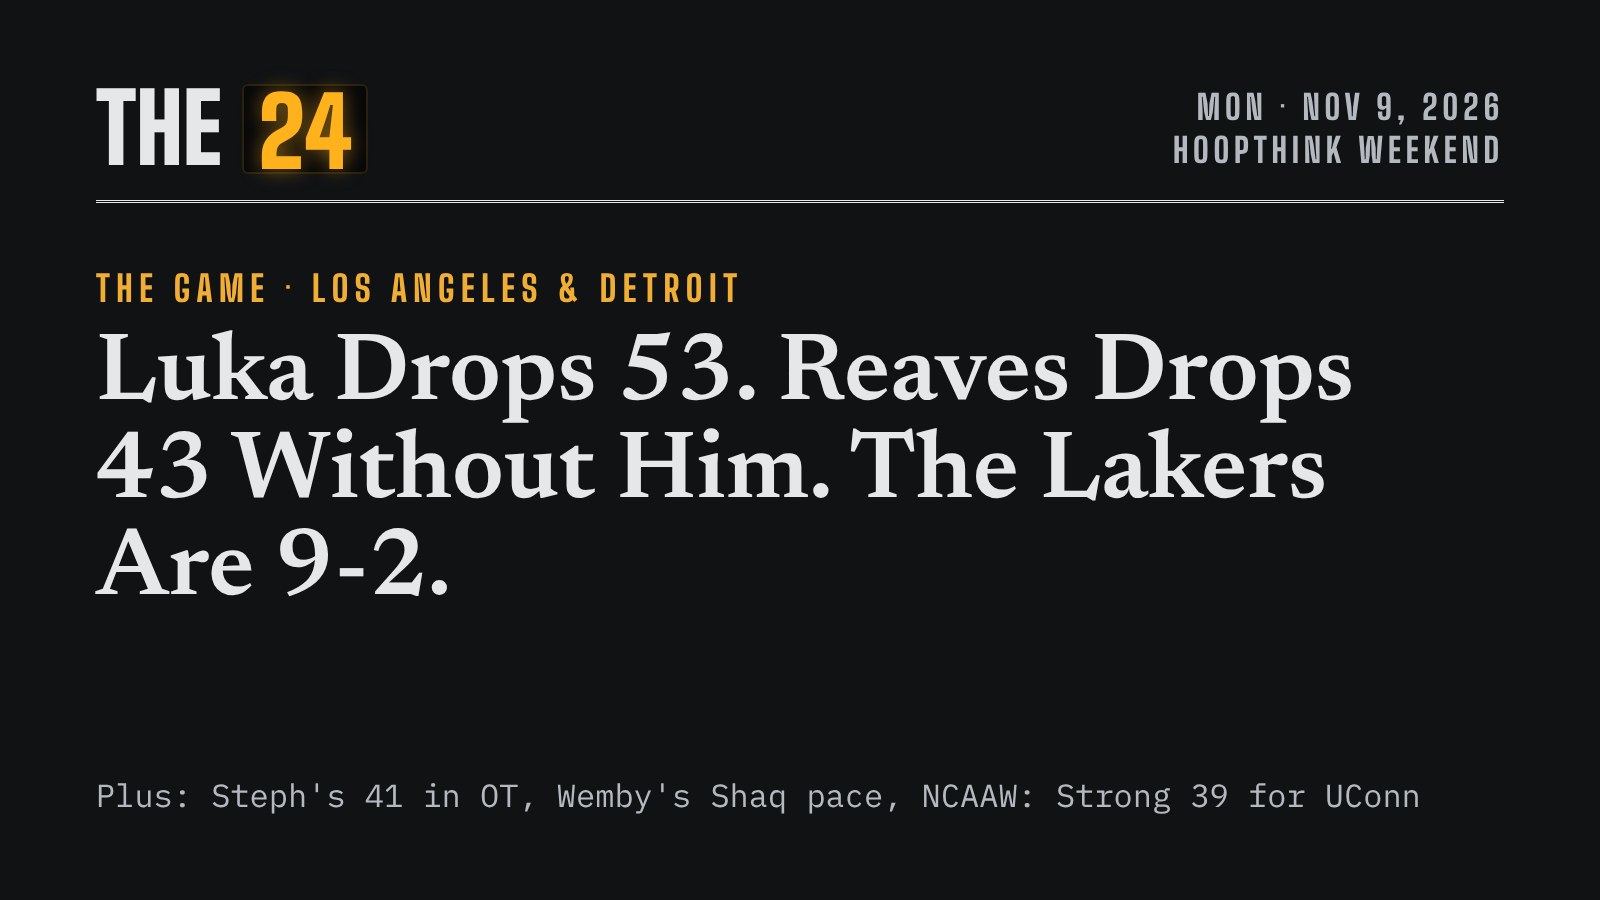 THE 24
MON · NOV 9, 2026
HOOPTHINK WEEKEND
THE GAME · LOS ANGELES & DETROIT
Luka Drops 53. Reaves Drops
43 Without Him. The Lakers
Are 9-2.
Plus: Steph's 41 in OT, Wemby's Shaq pace, NCAAW: Strong 39 for UConn